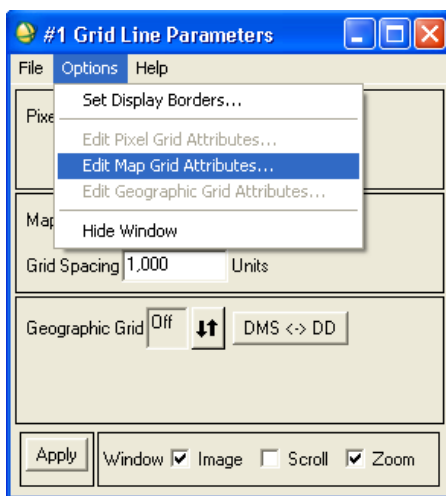 #1 Grid Line Parameters
File Options Help
Set Display Borders...
Edit Pixel Grid Attributes...
Edit Map Grid Attributes...
Edit Geographic Grid Attributes...
Hide Window
Grid Spacing 1,000 Units
Geographic Grid Off DMS <-> DD
Apply Window Image Scroll Zoom